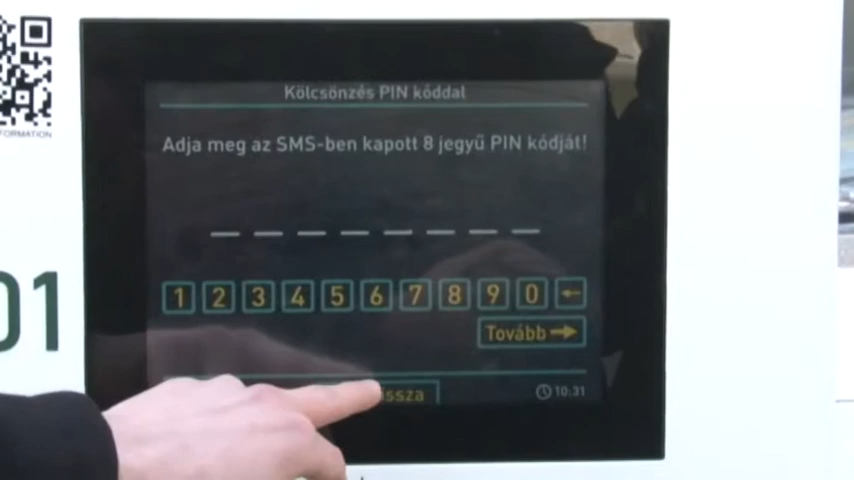 Kölcsönzés PIN kóddal
Adja meg az SMS-ben kapott 8 jegyű PIN kódját!
1 2 3 4 5 6 7 8 9 0 ←
Tovább →
10:31
01